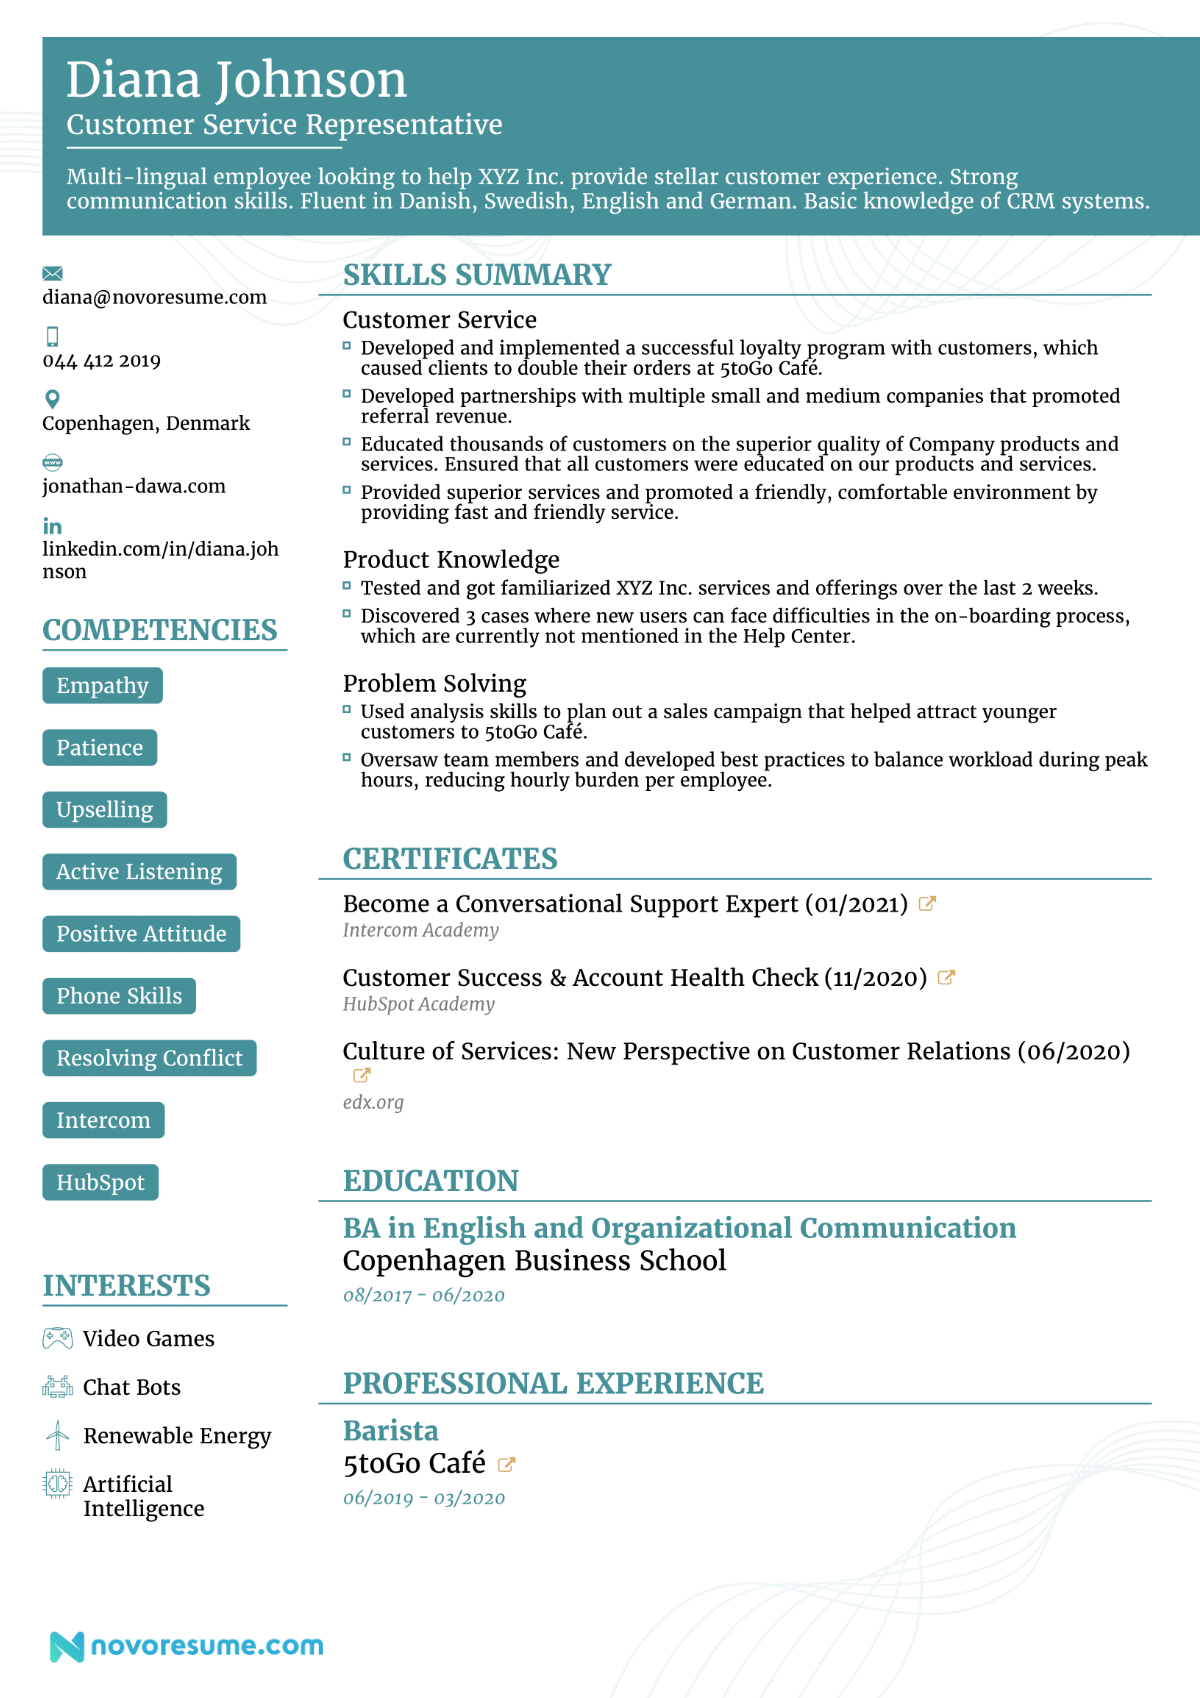 Diana Johnson
Customer Service Representative
Multi-lingual employee looking to help XYZ Inc. provide stellar customer experience. Strong
communication skills. Fluent in Danish, Swedish, English and German. Basic knowledge of CRM systems.
diana@novoresume.com
044 412 2019
Copenhagen, Denmark
www
jonathan-dawa.com
in
linkedin.com/in/diana.joh
nson
COMPETENCIES
Empathy
Patience
Upselling
Active Listening
Positive Attitude
Phone Skills
Resolving Conflict
Intercom
HubSpot
INTERESTS
Video Games
Chat Bots
Renewable Energy
Artificial
Intelligence
SKILLS SUMMARY
Customer Service
Developed and implemented a successful loyalty program with customers, which
caused clients to double their orders at 5toGo Café.
Developed partnerships with multiple small and medium companies that promoted
referral revenue.
Educated thousands of customers on the superior quality of Company products and
services. Ensured that all customers were educated on our products and services.
Provided superior services and promoted a friendly, comfortable environment by
providing fast and friendly service.
Product Knowledge
Tested and got familiarized XYZ Inc. services and offerings over the last 2 weeks.
Discovered 3 cases where new users can face difficulties in the on-boarding process,
which are currently not mentioned in the Help Center.
Problem Solving
Used analysis skills to plan out a sales campaign that helped attract younger
customers to 5toGo Café.
Oversaw team members and developed best practices to balance workload during peak
hours, reducing hourly burden per employee.
CERTIFICATES
Become a Conversational Support Expert (01/2021)
Intercom Academy
Customer Success & Account Health Check (11/2020)
HubSpot Academy
Culture of Services: New Perspective on Customer Relations (06/2020)
edx.org
EDUCATION
BA in English and Organizational Communication
Copenhagen Business School
08/2017 - 06/2020
PROFESSIONAL EXPERIENCE
Barista
5toGo Café
06/2019 - 03/2020
novoresume.com